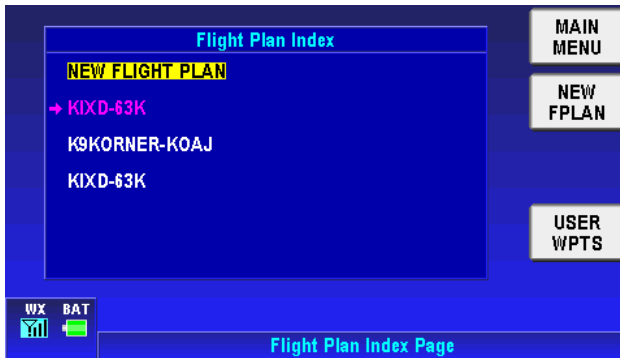 Flight Plan Index
NEW FLIGHT PLAN
KIXD-63K
K9KORNER-KOAJ
KIXD-63K
MAIN
MENU
NEW
FPLAN
USER
WPTS
WX BAT
Flight Plan Index Page